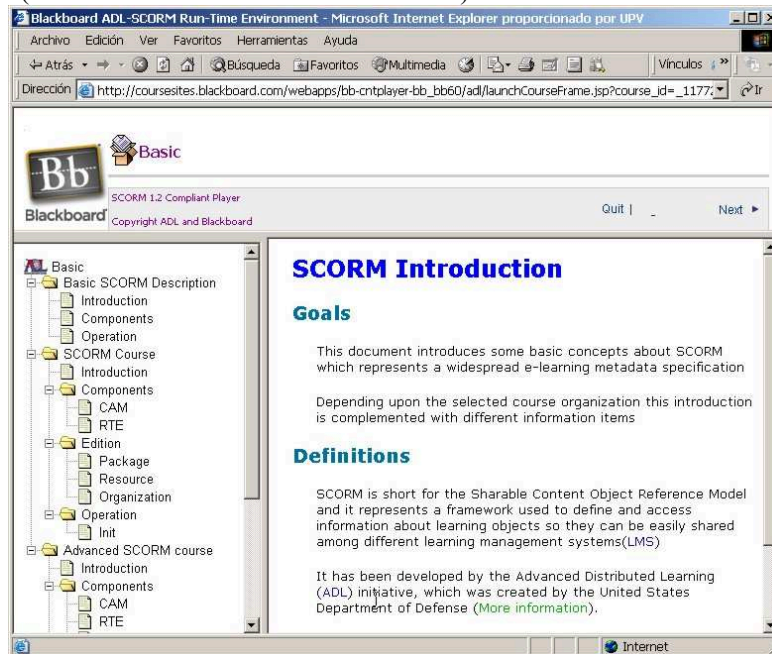 Blackboard ADL-SCORM Run-Time Environment - Microsoft Internet Explorer proporcionado por UPV
Archivo Edición Ver Favoritos Herramientas Ayuda
Atrás Búsqueda Favoritos Multimedia Vínculos »
Dirección http://coursesites.blackboard.com/webapps/bb-cntplayer-bb_bb60/adl/launchCourseFrame.jsp?course_id=_1177 Ir
Bb
Blackboard
Basic
SCORM 1.2 Compliant Player
Copyright ADL and Blackboard
Quit | _ Next
ADL Basic
Basic SCORM Description
Introduction
Components
Operation
SCORM Course
Introduction
Components
CAM
RTE
Edition
Package
Resource
Organization
Operation
Init
Advanced SCORM course
Introduction
Components
CAM
RTE
SCORM Introduction
Goals
This document introduces some basic concepts about SCORM
which represents a widespread e-learning metadata specification
Depending upon the selected course organization this introduction
is complemented with different information items
Definitions
SCORM is short for the Sharable Content Object Reference Model
and it represents a framework used to define and access
information about learning objects so they can be easily shared
among different learning management systems(LMS)
It has been developed by the Advanced Distributed Learning
(ADL) initiative, which was created by the United States
Department of Defense (More information).
Internet